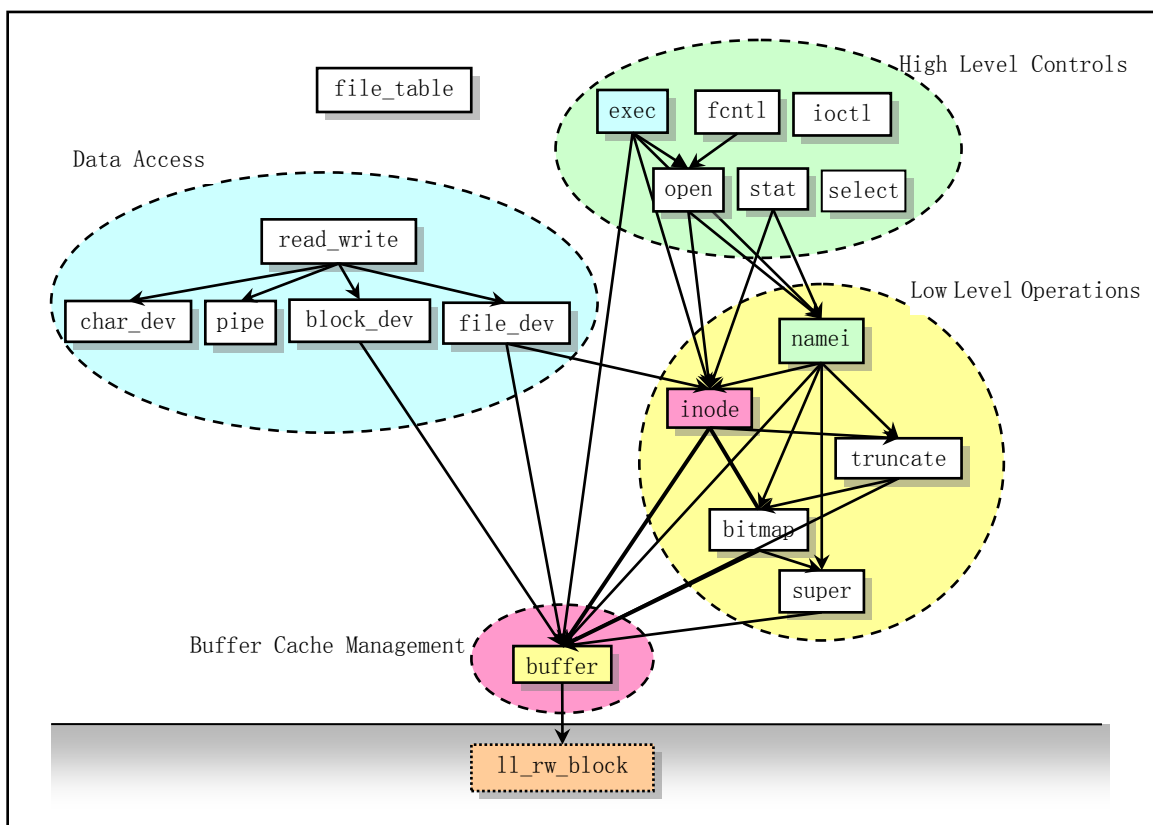 High Level Controls
file_table
exec
fcntl
ioctl
Data Access
open
stat
select
read_write
Low Level Operations
char_dev
pipe
block_dev
file_dev
namei
inode
truncate
bitmap
super
Buffer Cache Management
buffer
ll_rw_block